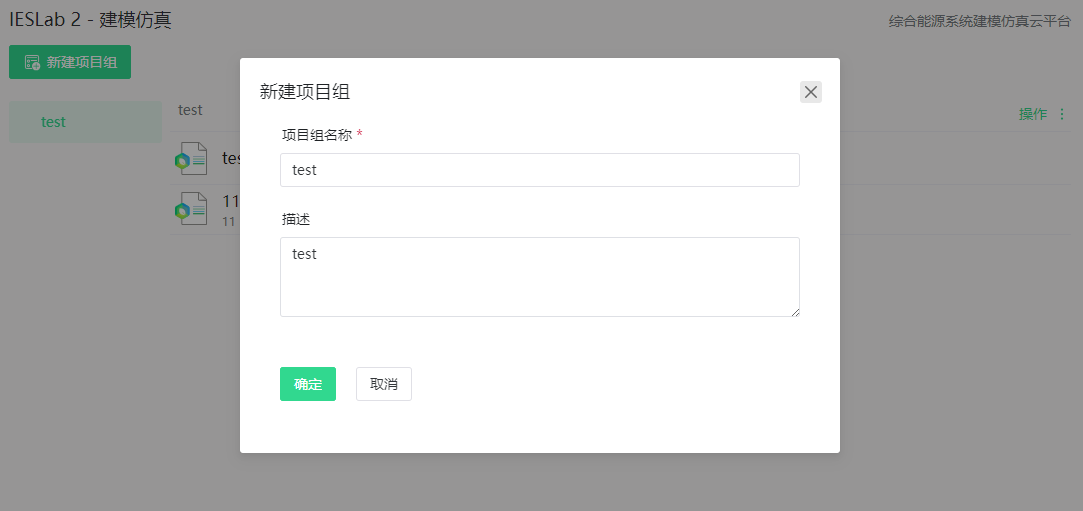 IESLab 2 - 建模仿真
综合能源系统建模仿真云平台
新建项目组
test
test
操作
11
11
新建项目组
项目组名称 *
test
描述
test
确定
取消